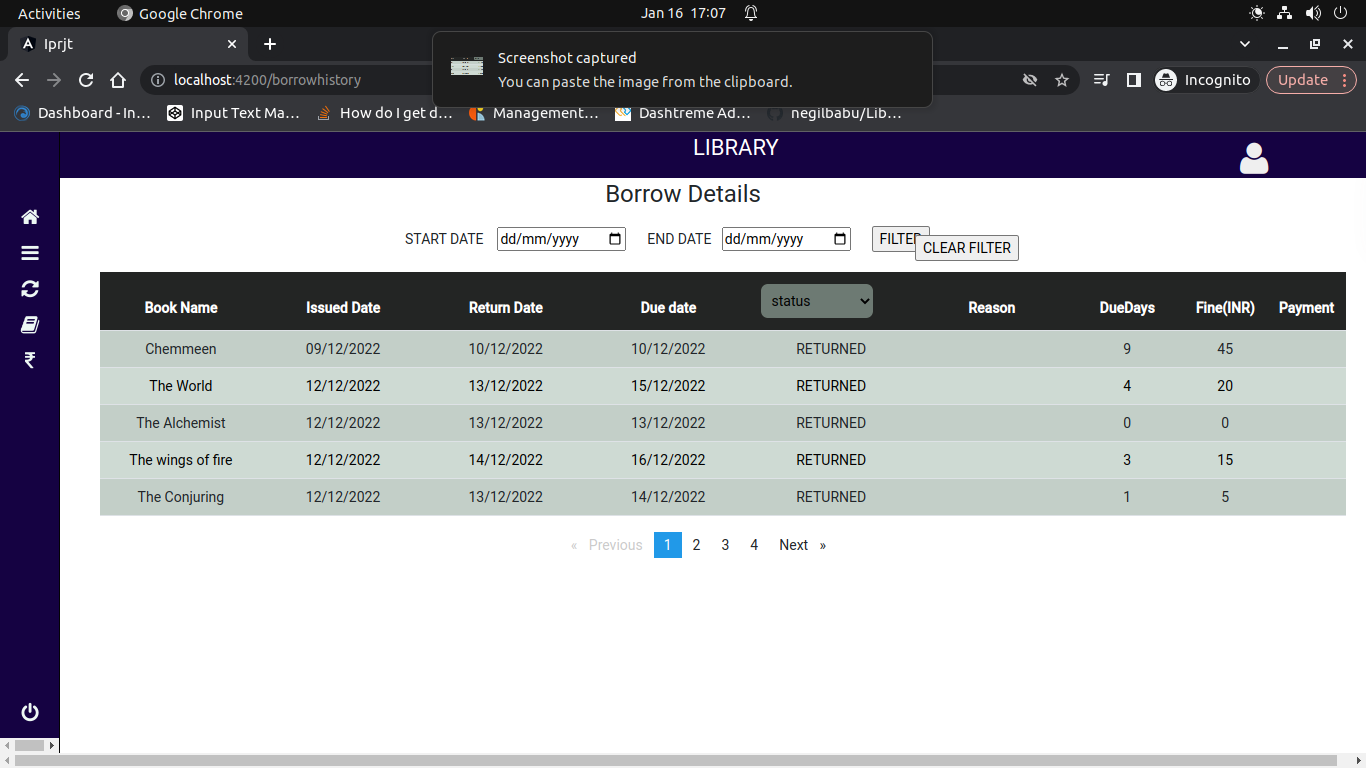 Activities Google Chrome Jan 16 17:07
Iprjt
Screenshot captured
You can paste the image from the clipboard.
localhost:4200/borrowhistory Incognito Update
Dashboard - In... Input Text Ma... How do I get d... Management... Dashtreme Ad... negilbabu/Lib...
LIBRARY
Borrow Details
START DATE dd/mm/yyyy END DATE dd/mm/yyyy FILTER CLEAR FILTER
Book Name Issued Date Return Date Due date status Reason DueDays Fine(INR) Payment
Chemmeen 09/12/2022 10/12/2022 10/12/2022 RETURNED 9 45
The World 12/12/2022 13/12/2022 15/12/2022 RETURNED 4 20
The Alchemist 12/12/2022 13/12/2022 13/12/2022 RETURNED 0 0
The wings of fire 12/12/2022 14/12/2022 16/12/2022 RETURNED 3 15
The Conjuring 12/12/2022 13/12/2022 14/12/2022 RETURNED 1 5
« Previous 1 2 3 4 Next »